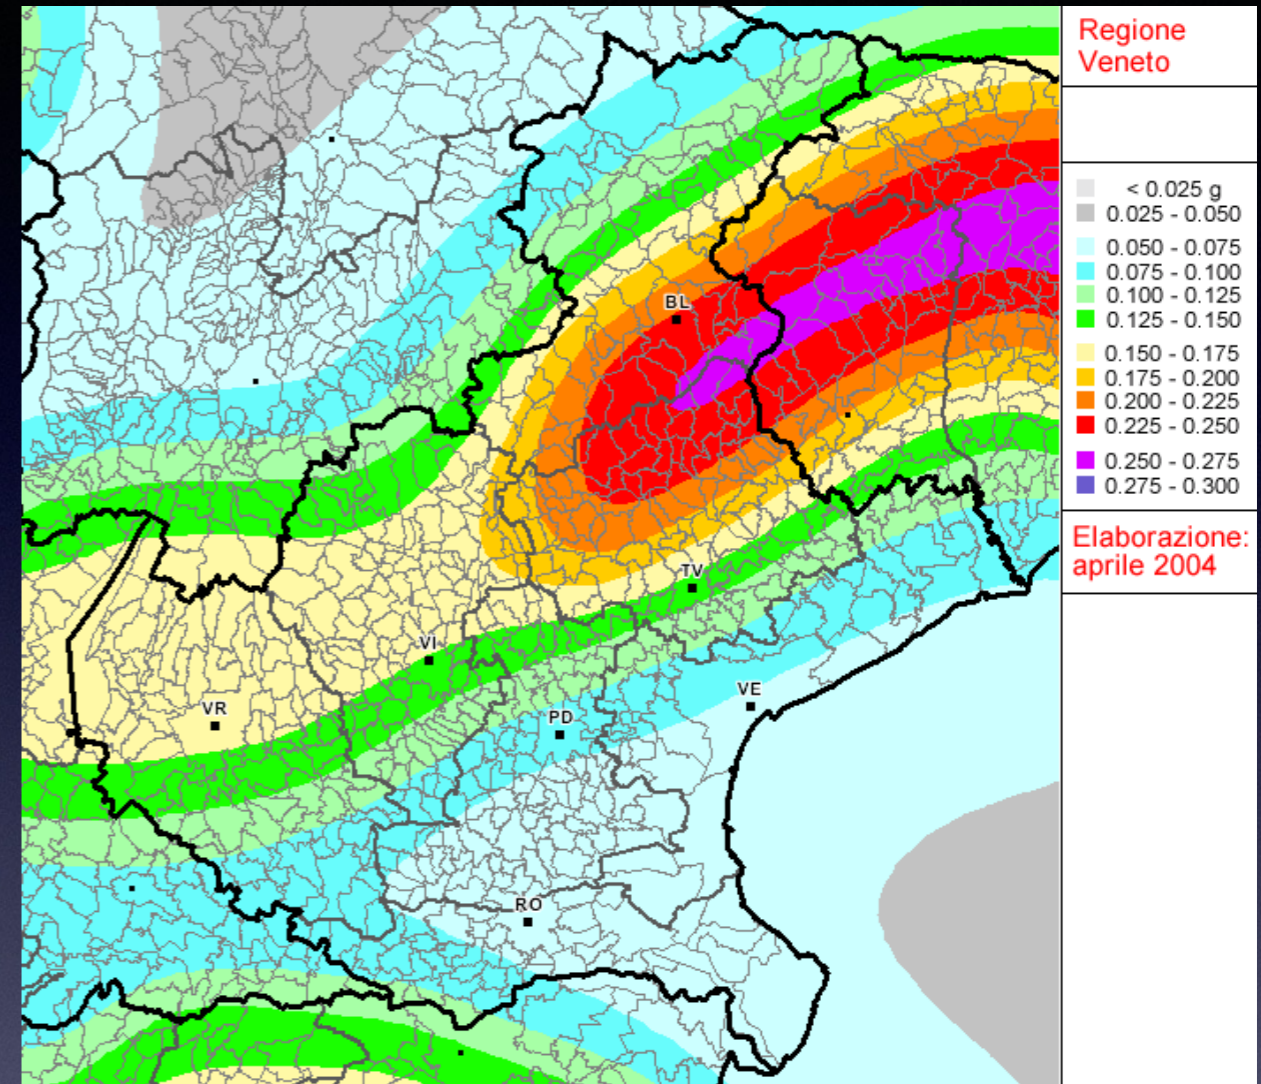 Regione
Veneto
< 0.025 g
0.025 - 0.050
0.050 - 0.075
0.075 - 0.100
0.100 - 0.125
0.125 - 0.150
0.150 - 0.175
0.175 - 0.200
0.200 - 0.225
0.225 - 0.250
0.250 - 0.275
0.275 - 0.300
Elaborazione:
aprile 2004
BL
TV
VI
VE
VR
PD
RO